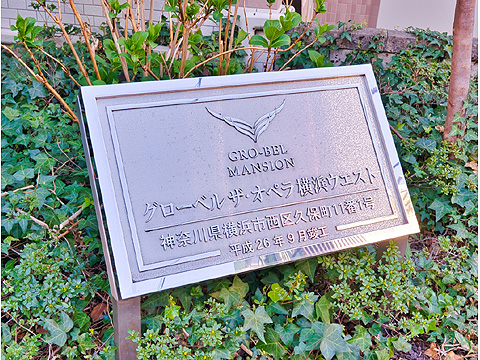 GRO-BEL
MANSION
グローベル ザ・オペラ 横浜ウエスト
神奈川県横浜市西区久保町11番1号
平成26年9月竣工